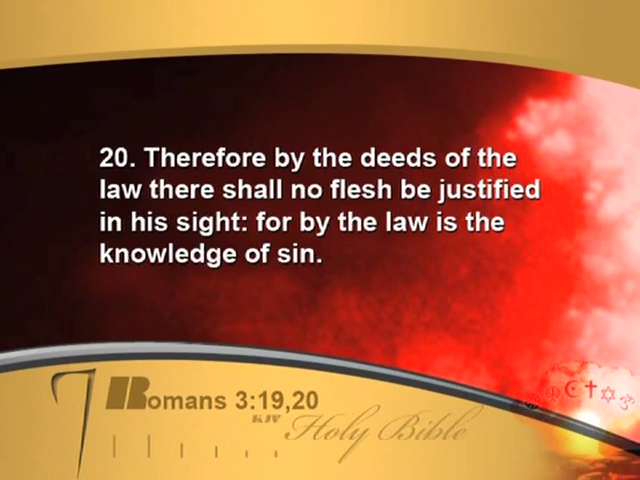 20. Therefore by the deeds of the
law there shall no flesh be justified
in his sight: for by the law is the
knowledge of sin.
Romans 3:19,20
KJV
Holy Bible